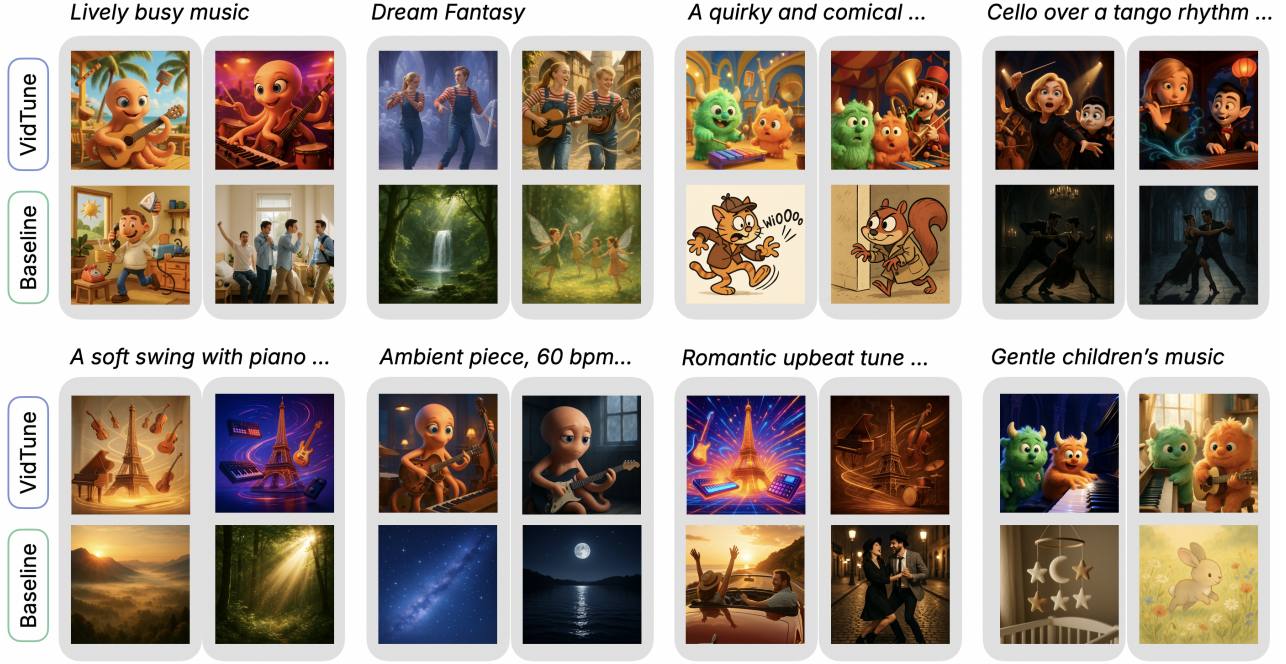 Lively busy music
Dream Fantasy
A quirky and comical ...
Cello over a tango rhythm ...
VidTune
Baseline
WiOOOo
A soft swing with piano ...
Ambient piece, 60 bpm...
Romantic upbeat tune ...
Gentle children's music
VidTune
Baseline